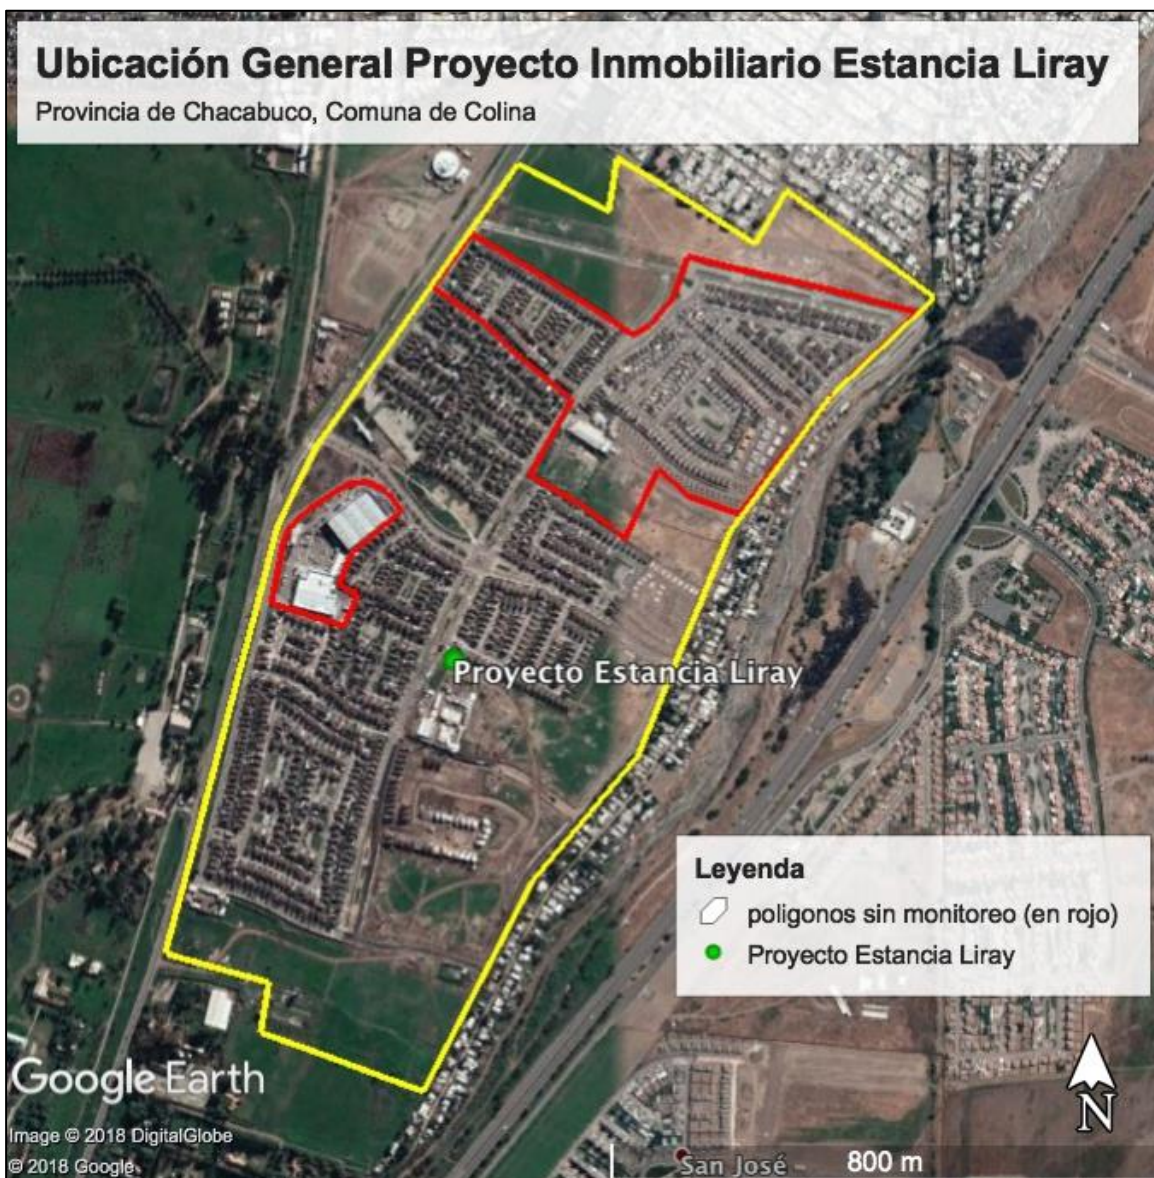 Ubicación General Proyecto Inmobiliario Estancia Liray
Provincia de Chacabuco, Comuna de Colina
Proyecto Estancia Liray
Leyenda
poligonos sin monitoreo (en rojo)
Proyecto Estancia Liray
Google Earth
N
Image © 2018 DigitalGlobe
© 2018 Google
San José
800 m